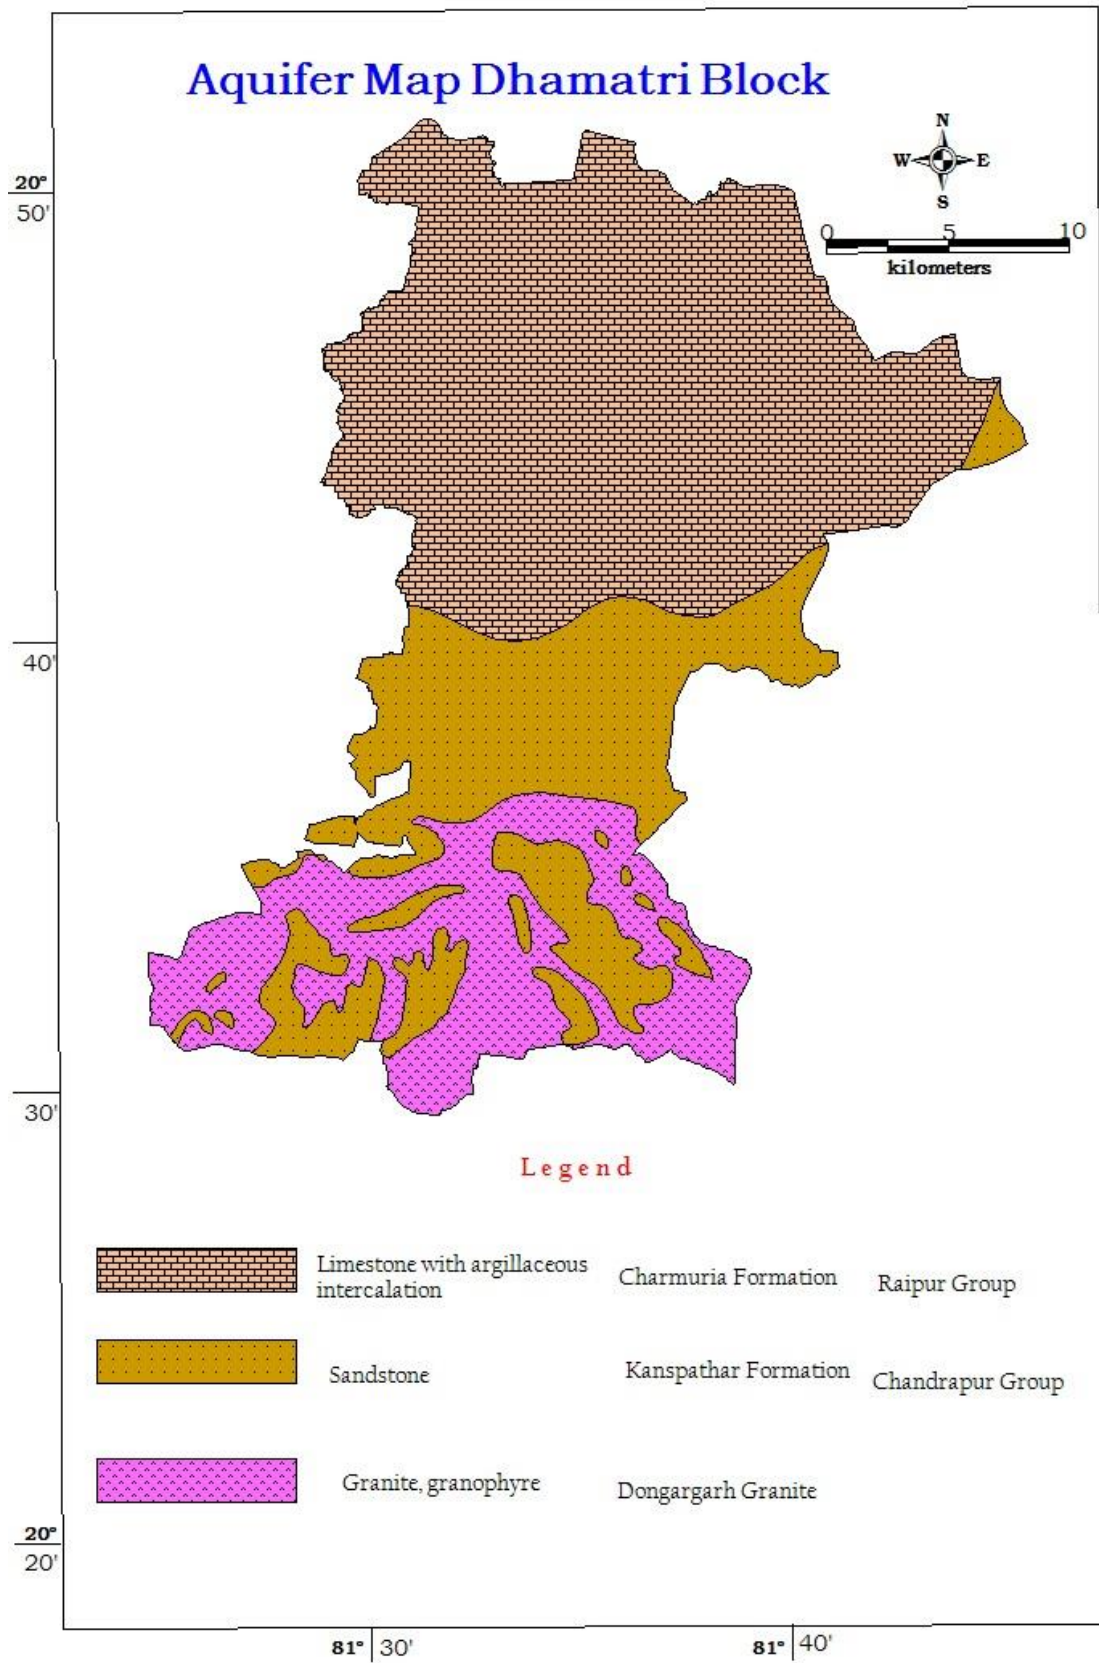 Aquifer Map Dhamatri Block
N
W E
S
20°
50'
0 5 10
kilometers
40'
30'
Legend
Limestone with argillaceous
intercalation
Charmuria Formation
Raipur Group
Sandstone
Kanspathar Formation
Chandrapur Group
Granite, granophyre
Dongargarh Granite
20°
20'
81° 30'
81° 40'